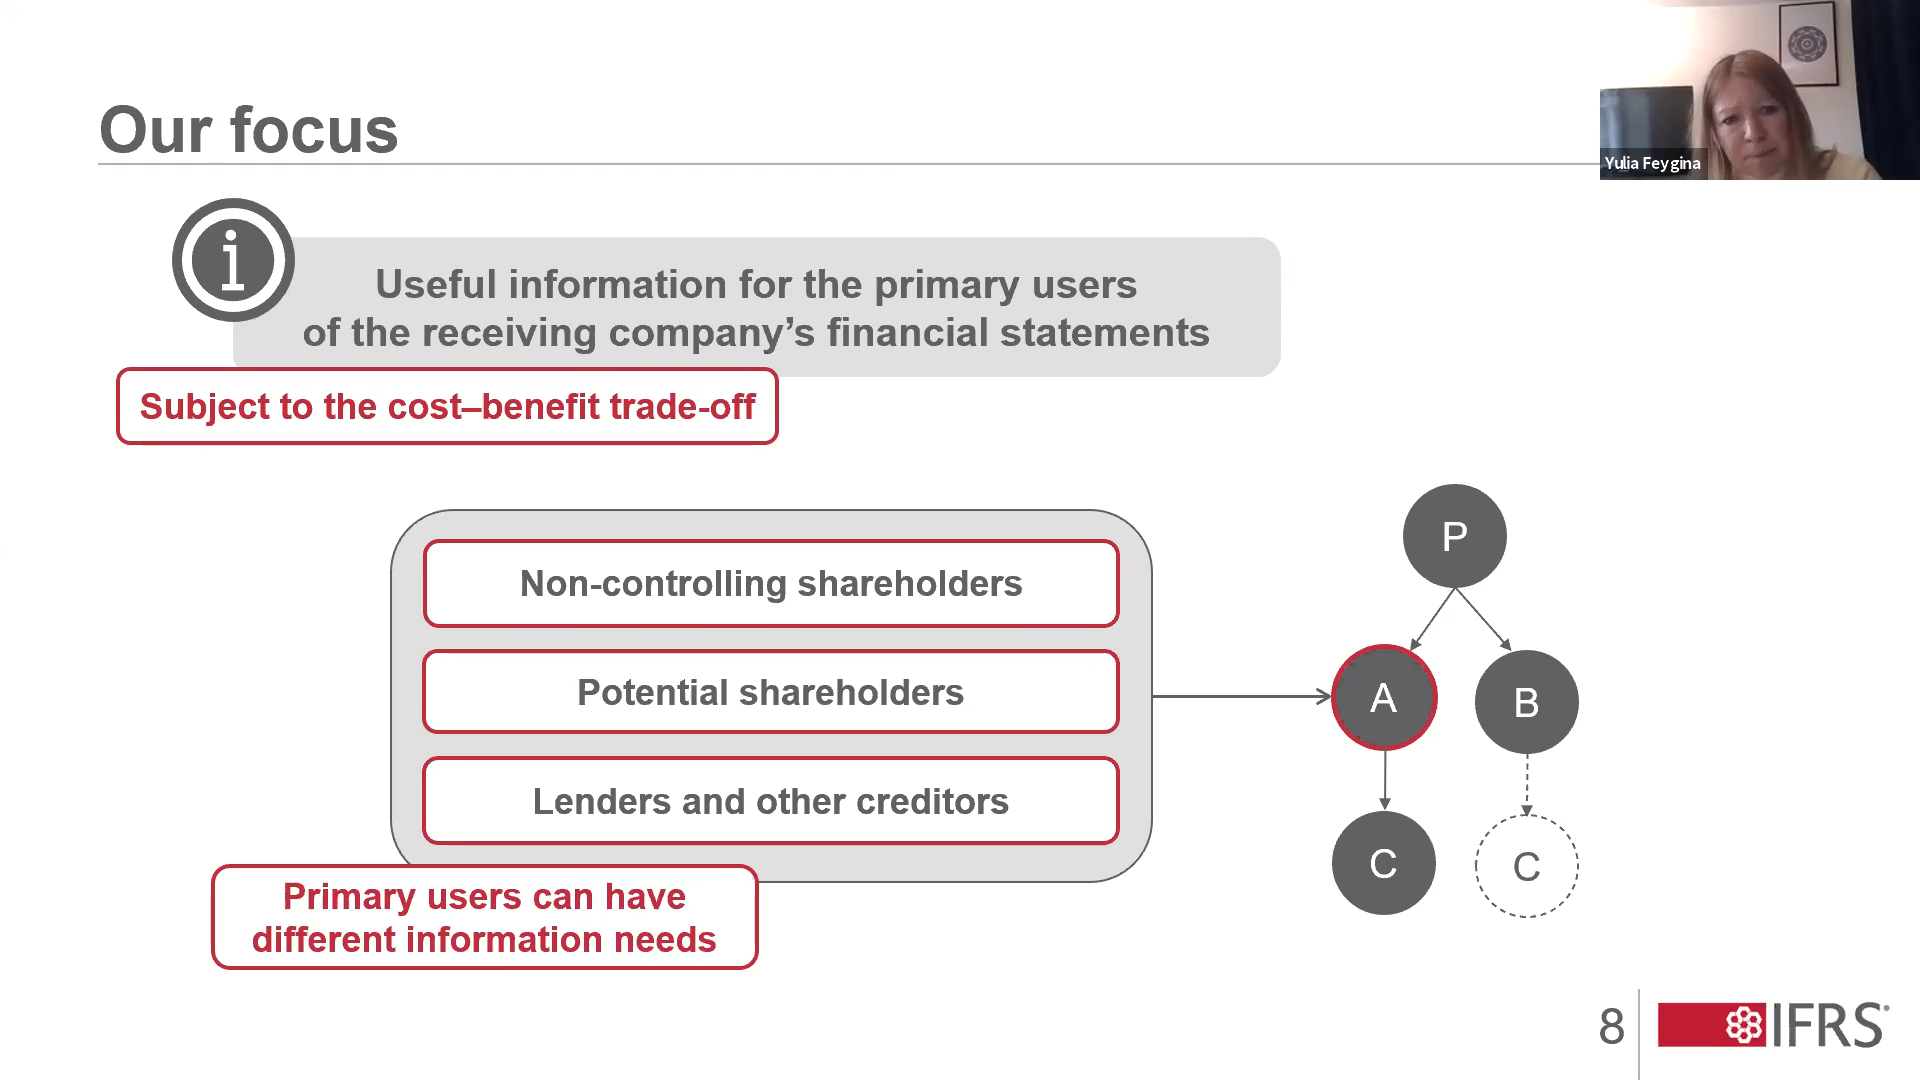 Our focus
Yulia Feygina
i
Useful information for the primary users
of the receiving company’s financial statements
Subject to the cost–benefit trade-off
Non-controlling shareholders
Potential shareholders
Lenders and other creditors
Primary users can have
different information needs
P
A
B
C
C
8
IFRS®